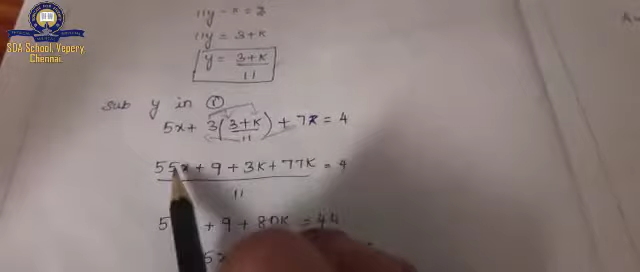 SDA School, Vepery,
Chennai.
11y = 3+k
y = 3+k/11
Sub y in ①
5x + 3(3+k/11) + 7z = 4
55x + 9 + 3k + 77k/11 = 4
+ 9 + 80k = 44